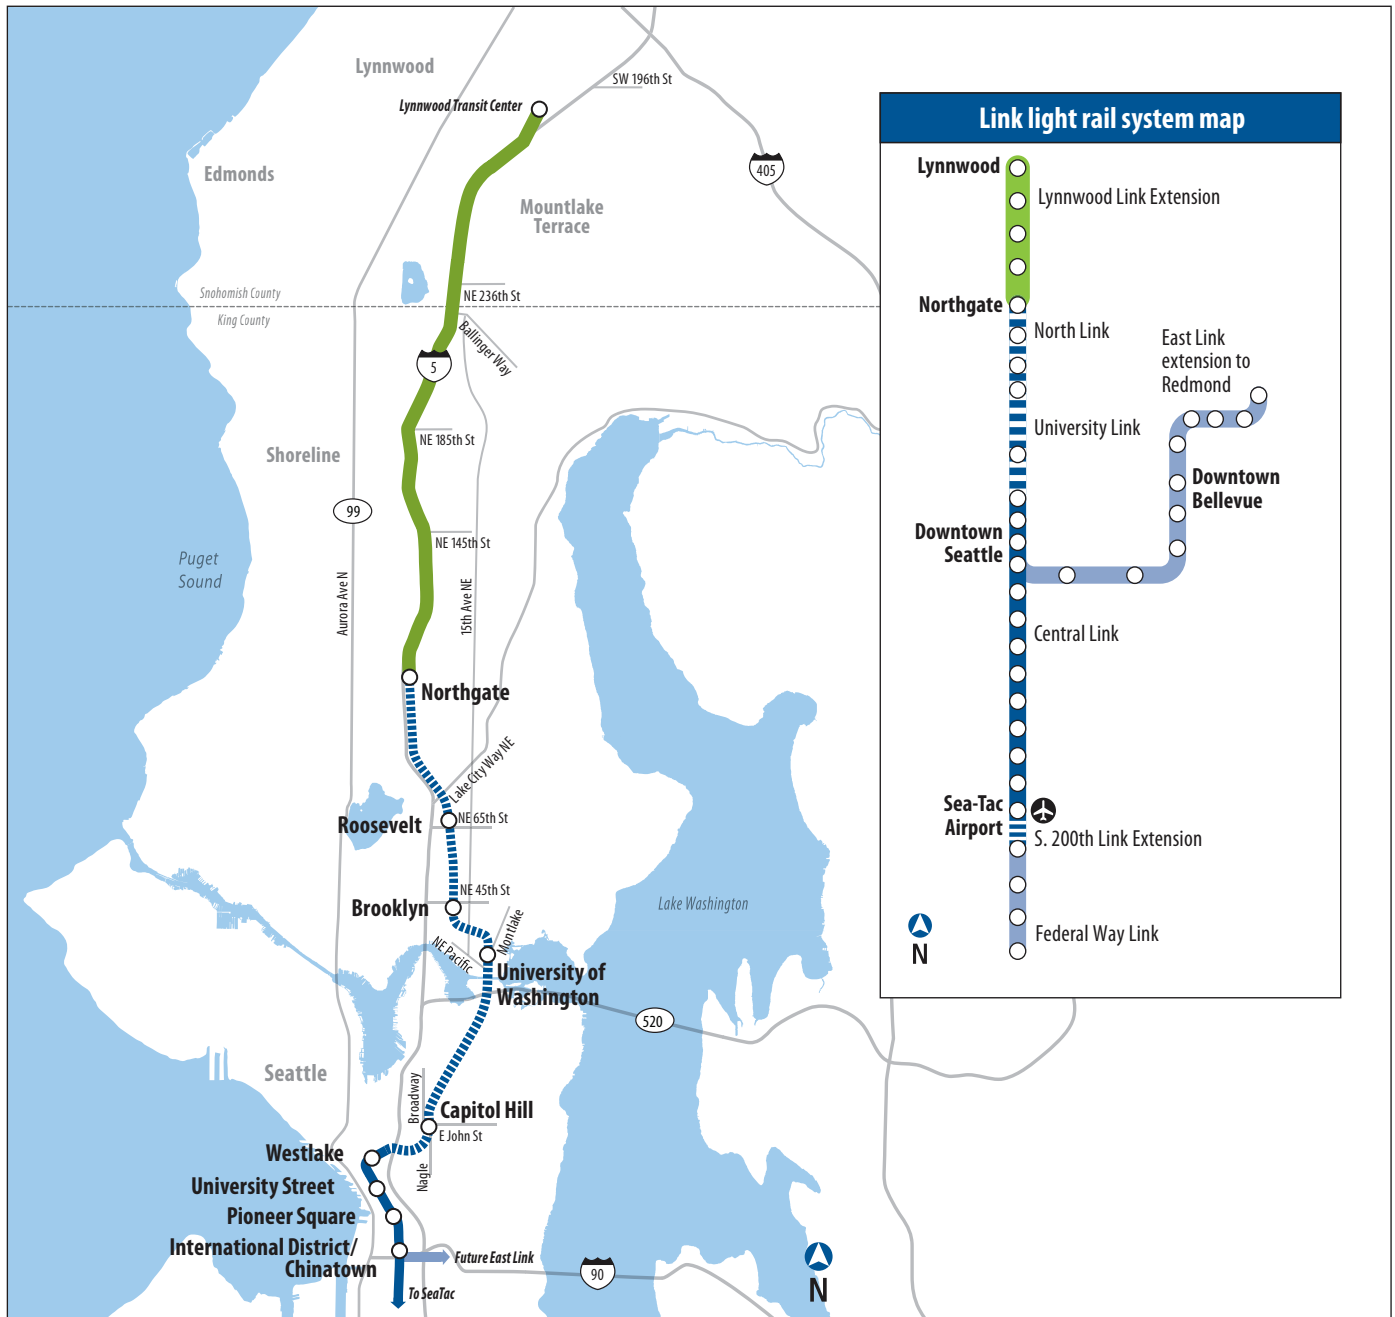 Lynnwood
Lynnwood Transit Center
SW 196th St
405
Edmonds
Mountlake
Terrace
Snohomish County
King County
NE 236th St
Ballinger Way
5
NE 185th St
Shoreline
99
NE 145th St
Puget
Sound
Aurora Ave N
15th Ave NE
Northgate
Lake City Way NE
Roosevelt
NE 65th St
NE 45th St
Brooklyn
Lake Washington
Montlake
NE Pacific
University of
Washington
520
Seattle
Broadway
Capitol Hill
E John St
Nagle
Westlake
University Street
Pioneer Square
International District/
Chinatown
Future East Link
90
To SeaTac
N
Link light rail system map
Lynnwood
Lynnwood Link Extension
Northgate
North Link
East Link
extension to
Redmond
University Link
Downtown
Bellevue
Downtown
Seattle
Central Link
Sea-Tac
Airport
S. 200th Link Extension
Federal Way Link
N